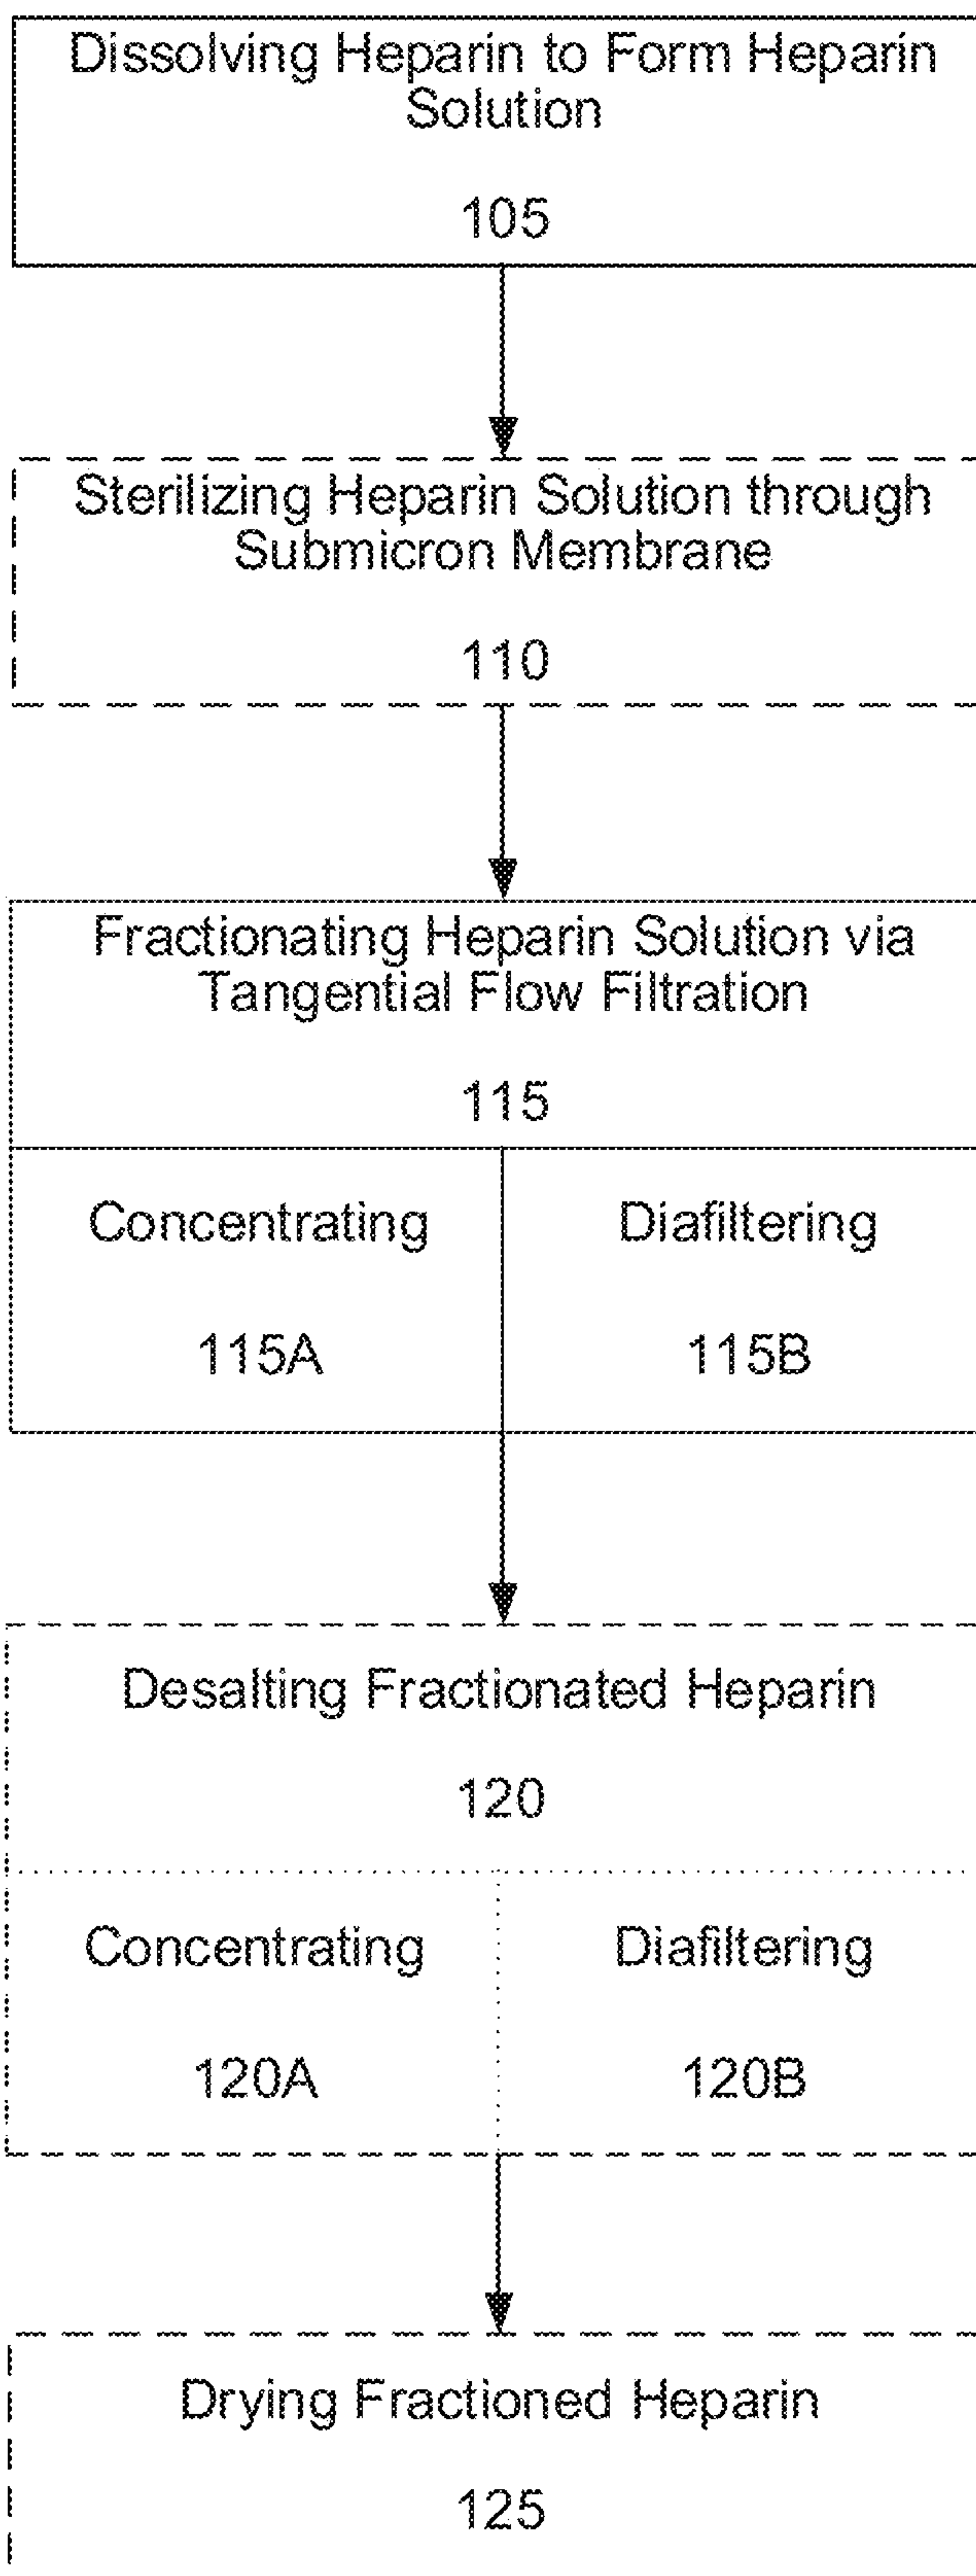 Dissolving Heparin to Form Heparin
Solution
105
Sterilizing Heparin Solution through
Submicron Membrane
110
Fractionating Heparin Solution via
Tangential Flow Filtration
115
Concentrating
115A
Diafiltering
115B
Desalting Fractionated Heparin
120
Concentrating
120A
Diafiltering
120B
Drying Fractioned Heparin
125